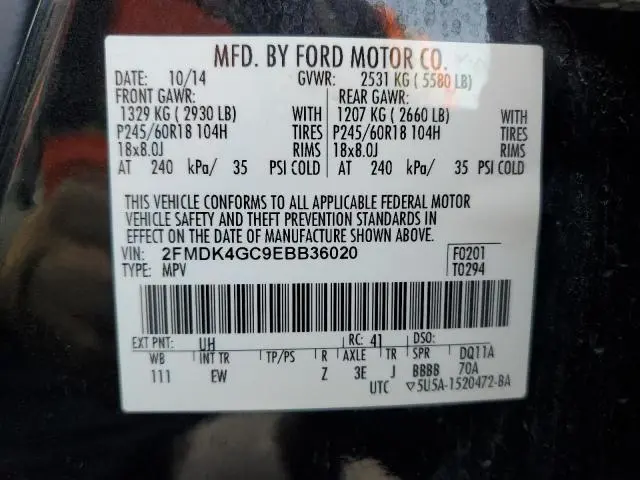 MFD. BY FORD MOTOR CO.
DATE: 10/14 GVWR: 2531 KG ( 5580 LB)
FRONT GAWR: REAR GAWR:
1329 KG ( 2930 LB) WITH 1207 KG ( 2660 LB) WITH
P245/60R18 104H TIRES P245/60R18 104H TIRES
18x8.0J RIMS 18x8.0J RIMS
AT 240 kPa/ 35 PSI COLD AT 240 kPa/ 35 PSI COLD
THIS VEHICLE CONFORMS TO ALL APPLICABLE FEDERAL MOTOR
VEHICLE SAFETY AND THEFT PREVENTION STANDARDS IN
EFFECT ON THE DATE OF MANUFACTURE SHOWN ABOVE.
VIN: 2FMDK4GC9EBB36020 F0201
TYPE: MPV T0294
EXT PNT: UH RC: 41 DSO:
WB INT TR TP/PS R AXLE TR SPR DQ11A
111 EW Z 3E J BBBB 70A
UTC ▽5U5A-1520472-BA